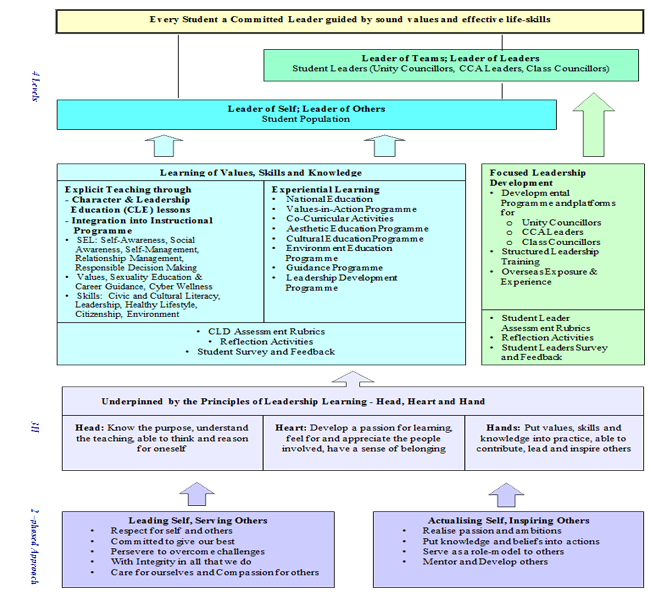 Every Student a Committed Leader guided by sound values and effective life-skills
4 Levels
Leader of Teams; Leader of Leaders
Student Leaders (Unity Councillors, CCA Leaders, Class Councillors)
Leader of Self; Leader of Others
Student Population
Learning of Values, Skills and Knowledge
Explicit Teaching through
- Character & Leadership
Education (CLE) lessons
- Integration into Instructional
Programme
• SEL: Self-Awareness, Social
Awareness, Self-Management,
Relationship Management,
Responsible Decision Making
• Values, Sexuality Education &
Career Guidance, Cyber Wellness
• Skills: Civic and Cultural Literacy,
Leadership, Healthy Lifestyle,
Citizenship, Environment
Experiential Learning
• National Education
• Values-in-Action Programme
• Co-Curricular Activities
• Aesthetic Education Programme
• Cultural Education Programme
• Environment Education
Programme
• Guidance Programme
• Leadership Development
Programme
• CLD Assessment Rubrics
• Reflection Activities
• Student Survey and Feedback
Focused Leadership
Development
• Developmental
Programme and platforms
for
o Unity Councillors
o CCA Leaders
o Class Councillors
• Structured Leadership
Training
• Overseas Exposure &
Experience
• Student Leader
Assessment Rubrics
• Reflection Activities
• Student Leaders Survey
and Feedback
3H
Underpinned by the Principles of Leadership Learning - Head, Heart and Hand
Head: Know the purpose, understand
the teaching, able to think and reason
for oneself
Heart: Develop a passion for learning,
feel for and appreciate the people
involved, have a sense of belonging
Hands: Put values, skills and
knowledge into practice, able to
contribute, lead and inspire others
2-phased Approach
Leading Self, Serving Others
• Respect for self and others
• Committed to give our best
• Persevere to overcome challenges
• With Integrity in all that we do
• Care for ourselves and Compassion for others
Actualising Self, Inspiring Others
• Realise passion and ambitions
• Put knowledge and beliefs into actions
• Serve as a role-model to others
• Mentor and Develop others